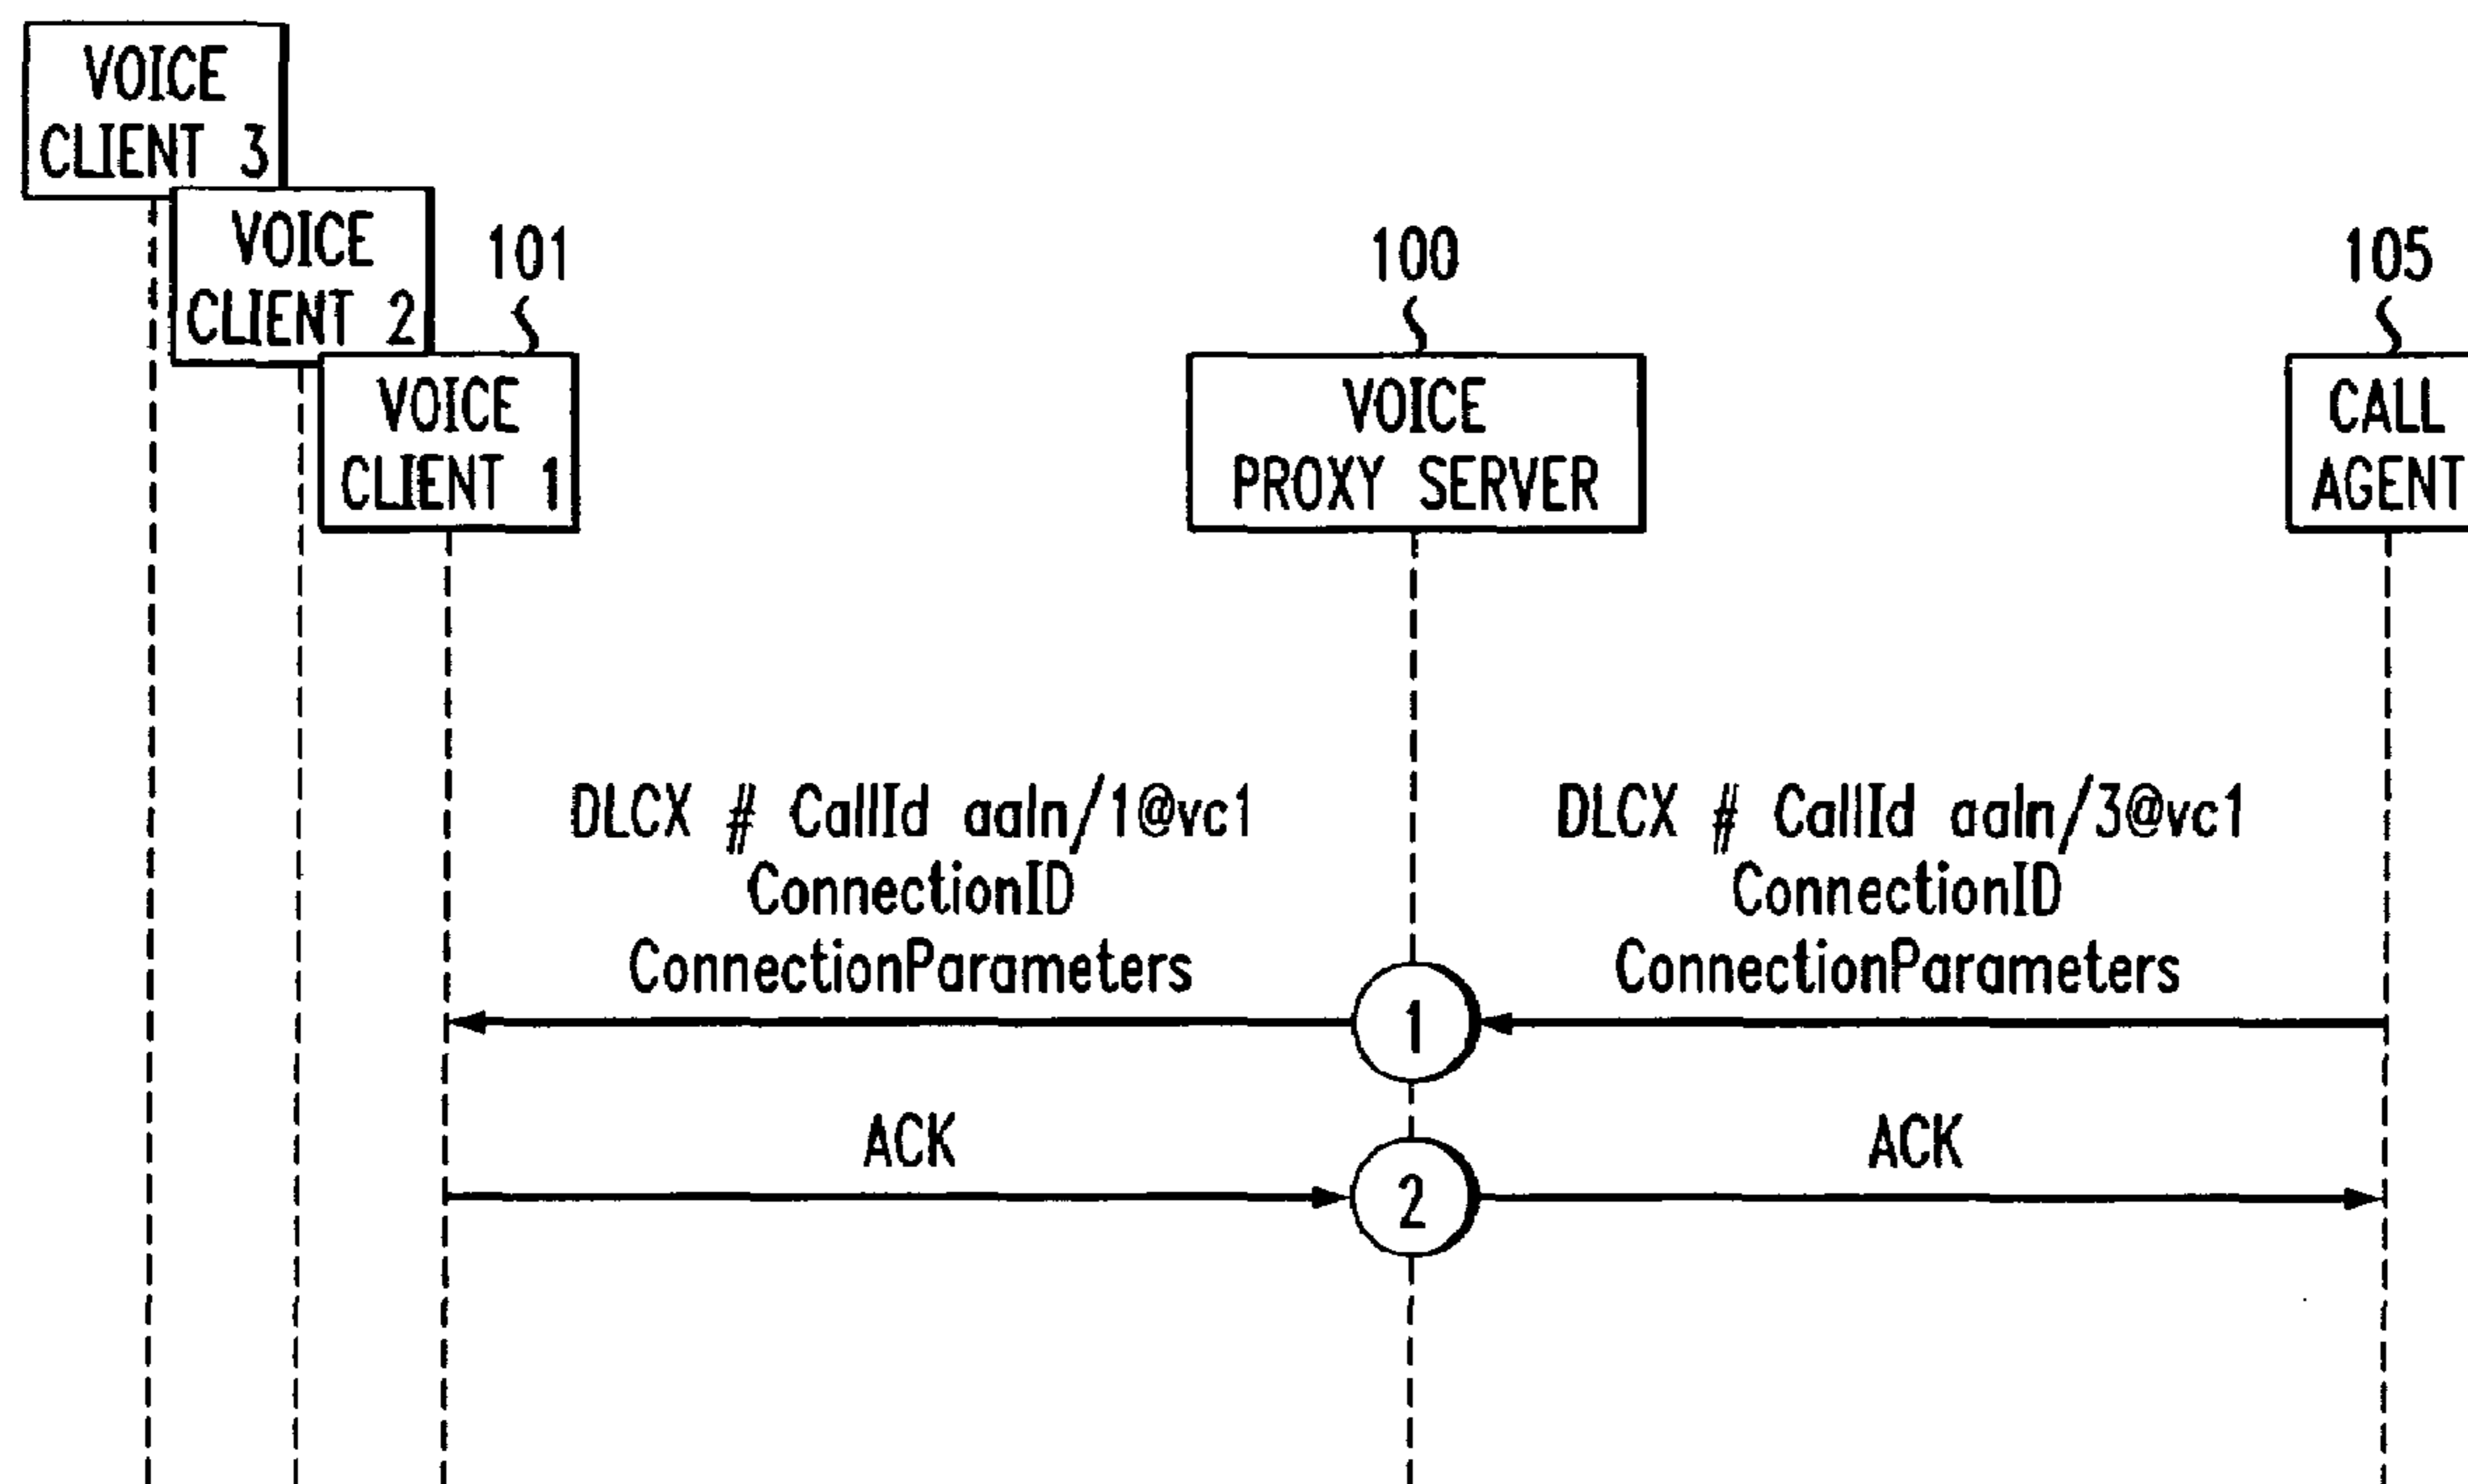 VOICE
CLIENT 3
VOICE
CLIENT 2
101
100
105
VOICE
CLIENT 1
VOICE
PROXY SERVER
CALL
AGENT
DLCX # CallId aaln/1@vc1
ConnectionID
ConnectionParameters
DLCX # CallId aaln/3@vc1
ConnectionID
ConnectionParameters
1
ACK
2
ACK